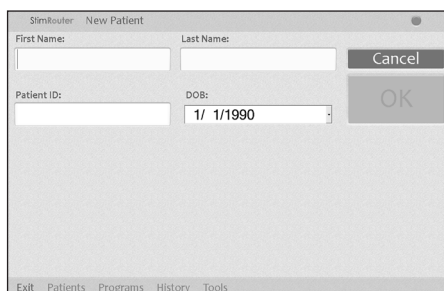 StimRouter New Patient
First Name: Last Name:
Cancel
OK
Patient ID: DOB:
1/ 1/1990
Exit Patients Programs History Tools